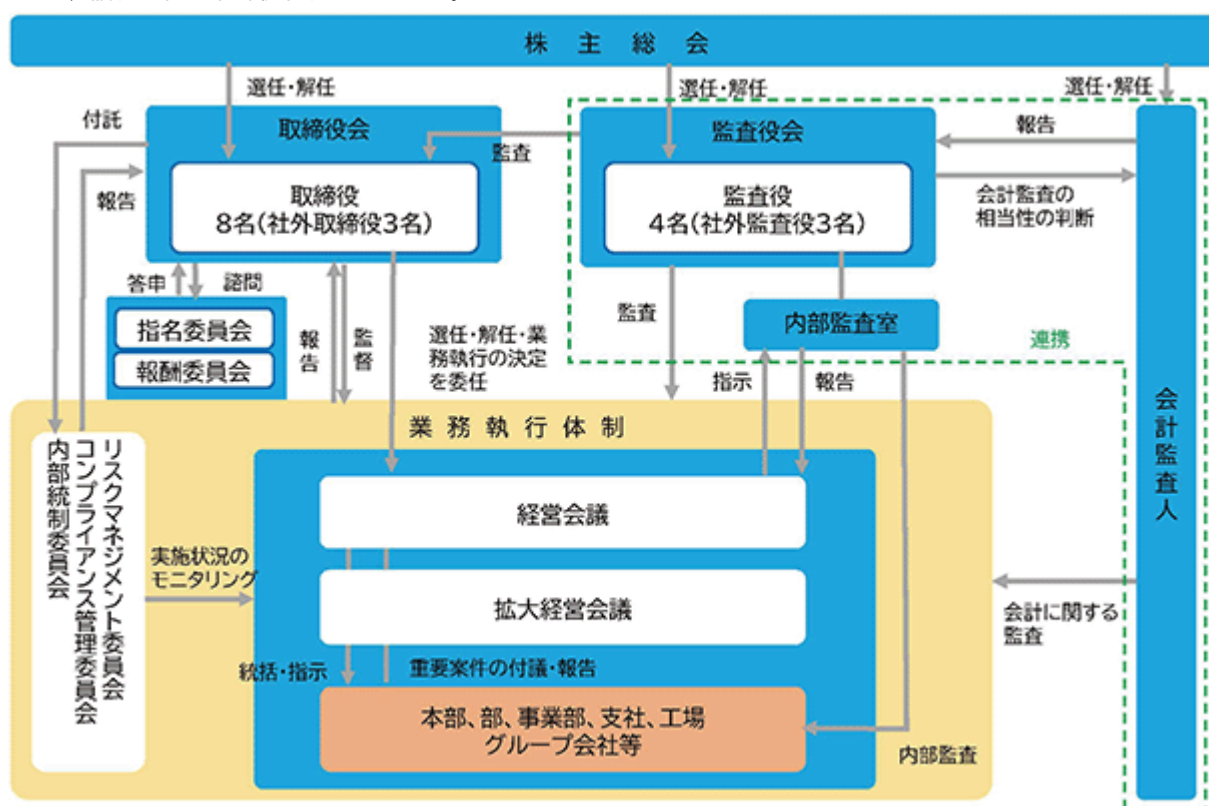 株主総会
選任・解任
選任・解任
選任・解任
付託
取締役会
監査
監査役会
報告
報告
取締役
8名(社外取締役3名)
監査役
4名(社外監査役3名)
会計監査の
相当性の判断
答申
諮問
指名委員会
報酬委員会
報告
監督
選任・解任・業
務執行の決定
を委任
監査
内部監査室
連携
指示
報告
会計監査人
業務執行体制
リスクマネジメント委員会
コンプライアンス管理委員会
内部統制委員会
経営会議
実施状況の
モニタリング
拡大経営会議
会計に関する
監査
統括・指示
重要案件の付議・報告
本部、部、事業部、支社、工場
グループ会社等
内部監査